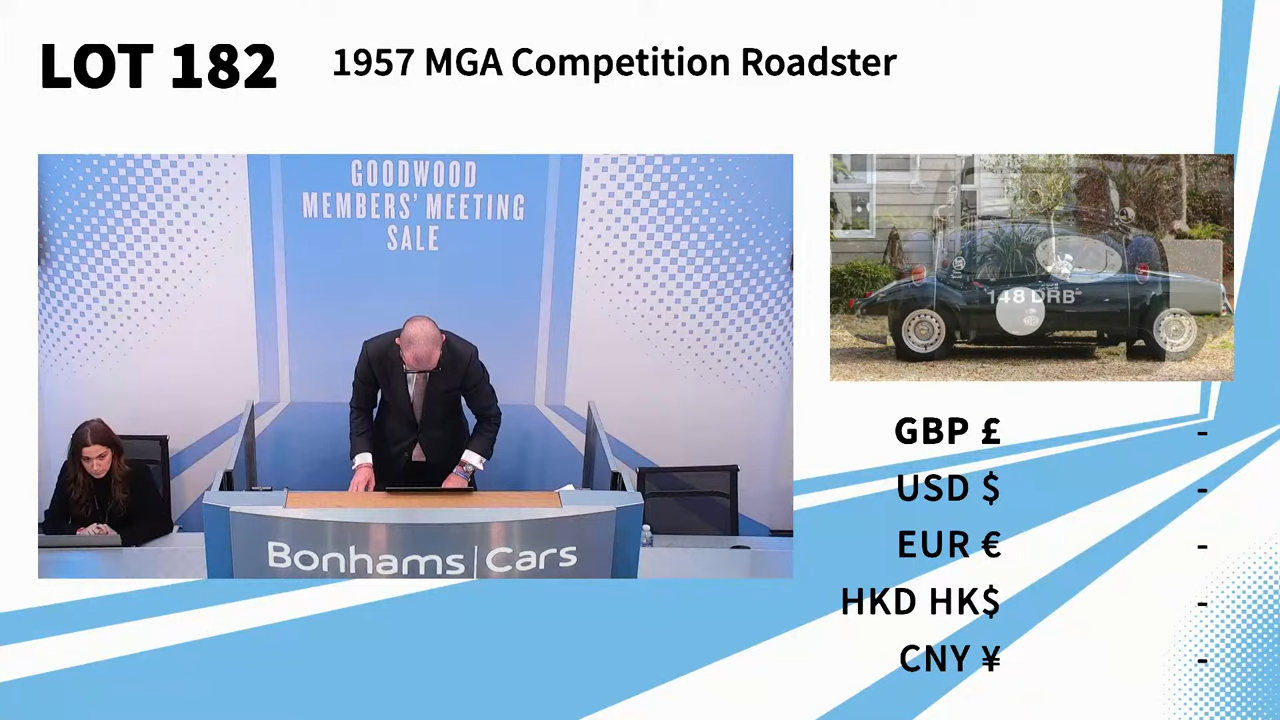 LOT 182
1957 MGA Competition Roadster
GOODWOOD
MEMBERS' MEETING
SALE
Bonhams|Cars
148 DRB
GBP £ -
USD $ -
EUR € -
HKD HK$ -
CNY ¥ -